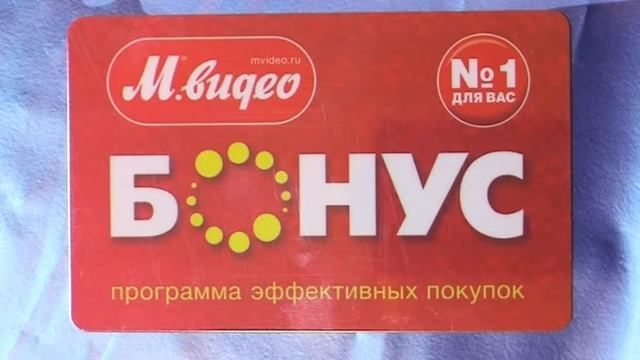 mvideo.ru
М.видео
№1
ДЛЯ ВАС
БОНУС
программа эффективных покупок